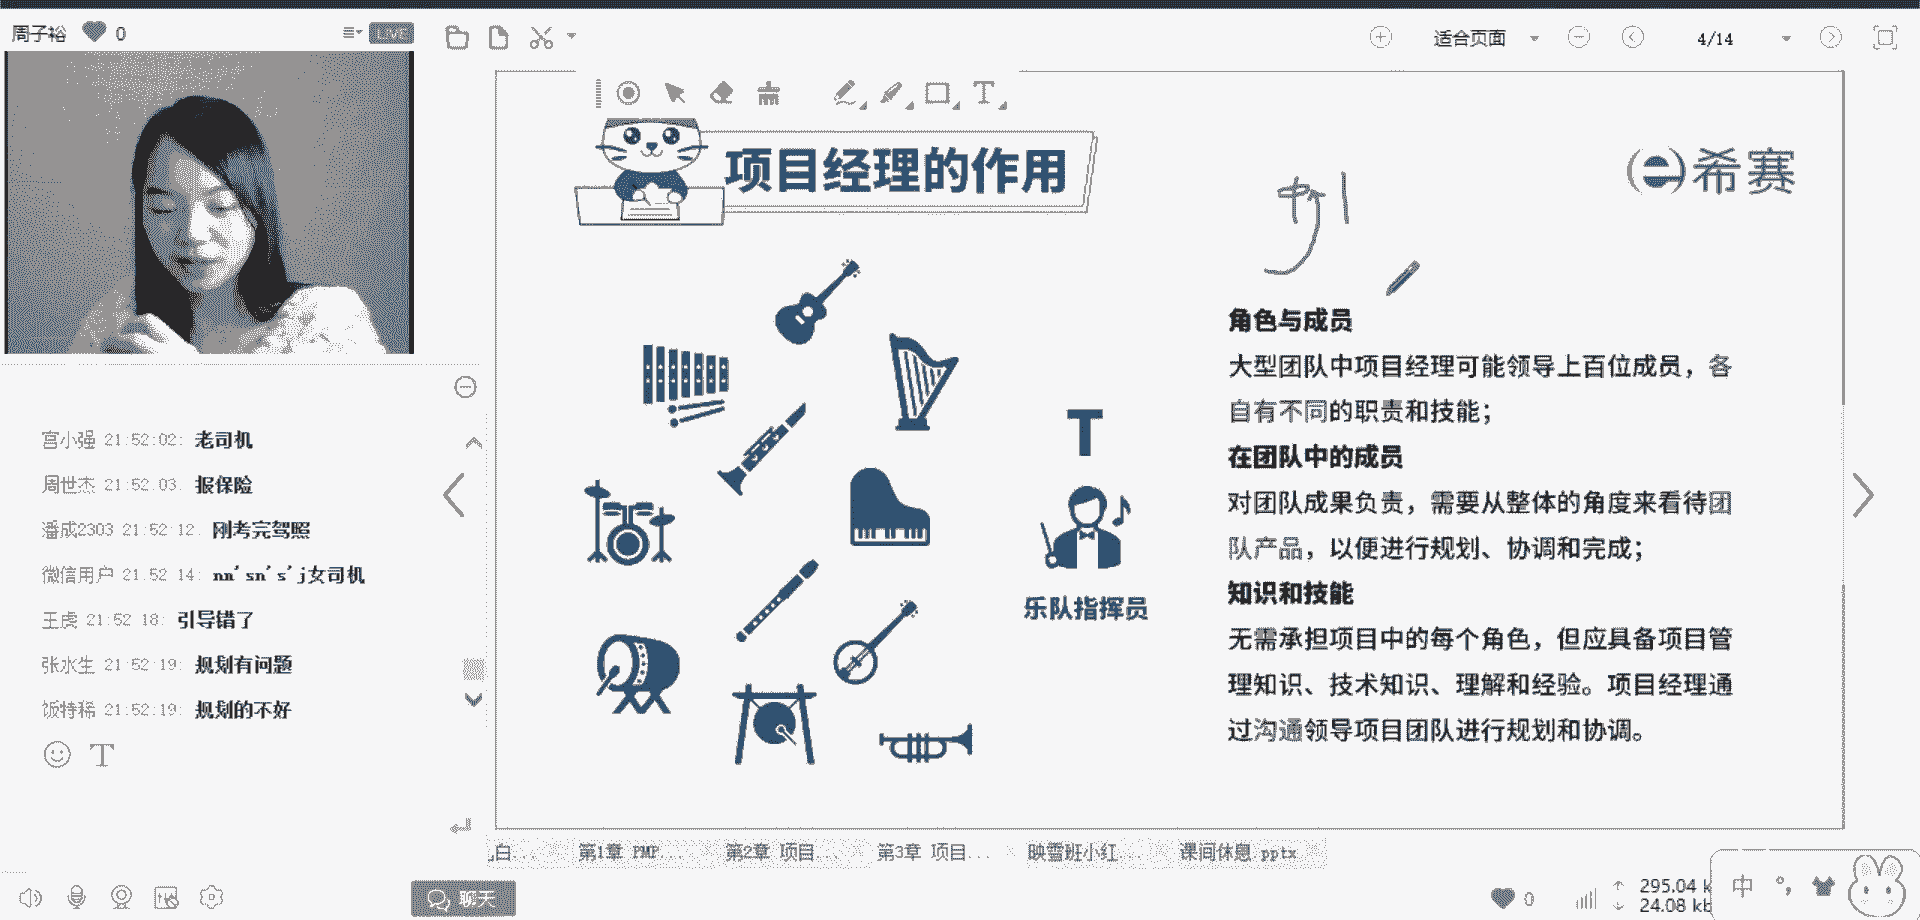 周子裕 0 LIVE
适合页面 4/14
项目经理的作用
希赛
角色与成员
大型团队中项目经理可能领导上百位成员，各
自有不同的职责和技能；
在团队中的成员
对团队成果负责，需要从整体的角度来看待团
队产品，以便进行规划、协调和完成；
知识和技能
无需承担项目中的每个角色，但应具备项目管
理知识、技术知识、理解和经验。项目经理通
过沟通领导项目团队进行规划和协调。
T
乐队指挥员
宫小强 21:52:02: 老司机
周世杰 21:52:03: 报保险
潘成2303 21:52:12: 刚考完驾照
微信用户 21:52:14: nn'sn's'j女司机
王虎 21:52:18: 引导错了
张水生 21:52:19: 规划有问题
饭特稀 21:52:19: 规划的不好
白...
第1章 PMP...
第2章 项目...
第3章 项目...
映雪班小红...
课间休息.pptx
聊天
0
295.04 k
24.08 kb
中